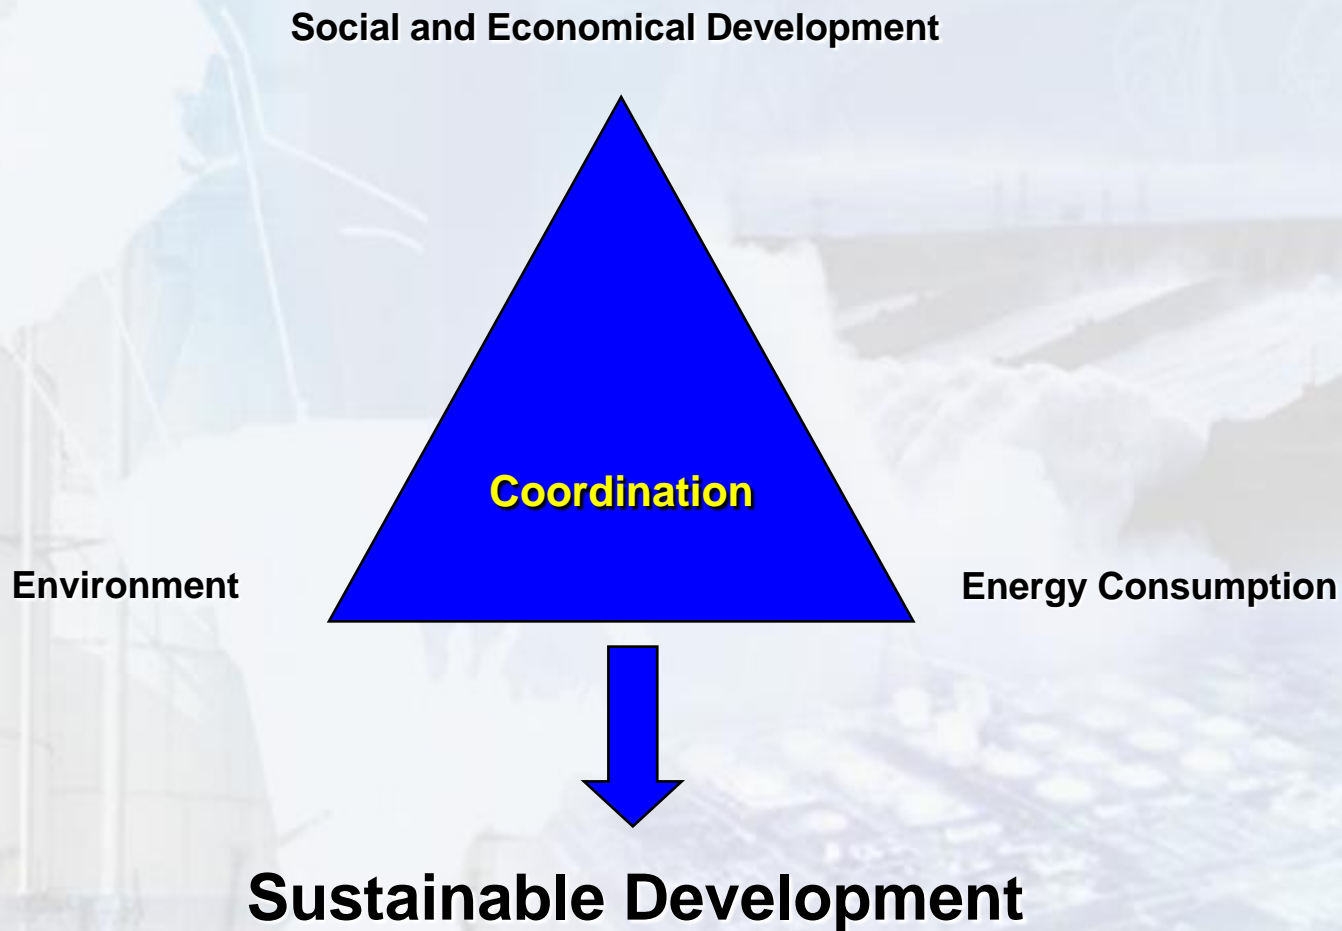 Social and Economical Development
Coordination
Environment
Energy Consumption
Sustainable Development